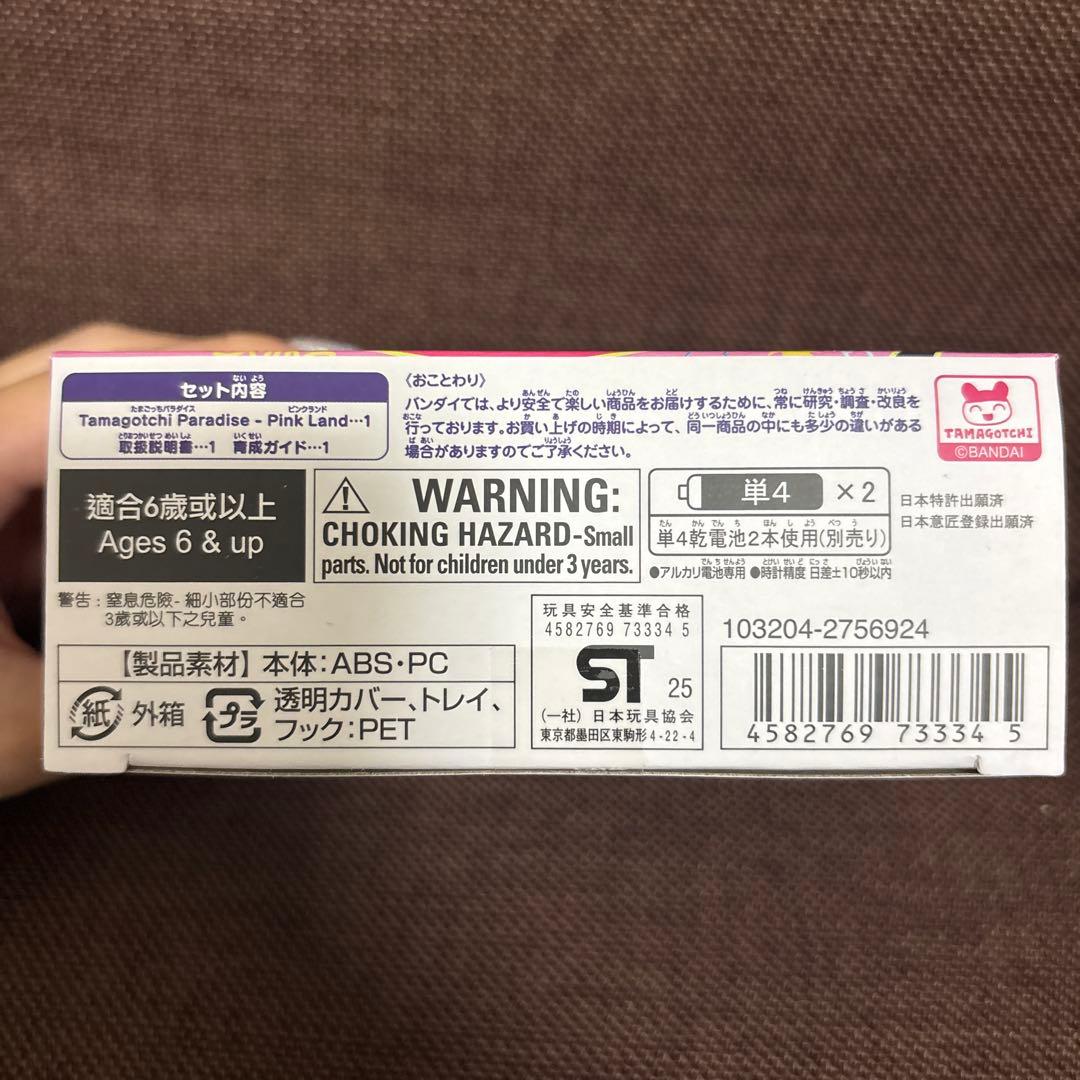 セット内容
Tamagotchi Paradise - Pink Land…1
取扱説明書…1 育成ガイド…1
〈おことわり〉
バンダイでは、より安全で楽しい商品をお届けするために、常に研究・調査・改良を
行っております。お買い上げの時期によって、同一商品の中にも多少の違いがある
場合がありますのでご了承ください。
TAMAGOTCHI
©BANDAI
適合6歲或以上
Ages 6 & up
WARNING:
CHOKING HAZARD-Small
parts. Not for children under 3 years.
単4 ×2
単4乾電池2本使用(別売り)
●アルカリ電池専用 ●時計精度 日差±10秒以内
日本特許出願済
日本意匠登録出願済
警告：窒息危險- 細小部份不適合
3歲或以下之兒童。
【製品素材】本体：ABS・PC
紙 外箱
プラ 透明カバー、トレイ、
フック：PET
玩具安全基準合格
4582769 73334 5
ST 25
(一社) 日本玩具協会
東京都墨田区東駒形4-22-4
103204-2756924
4582769 73334 5